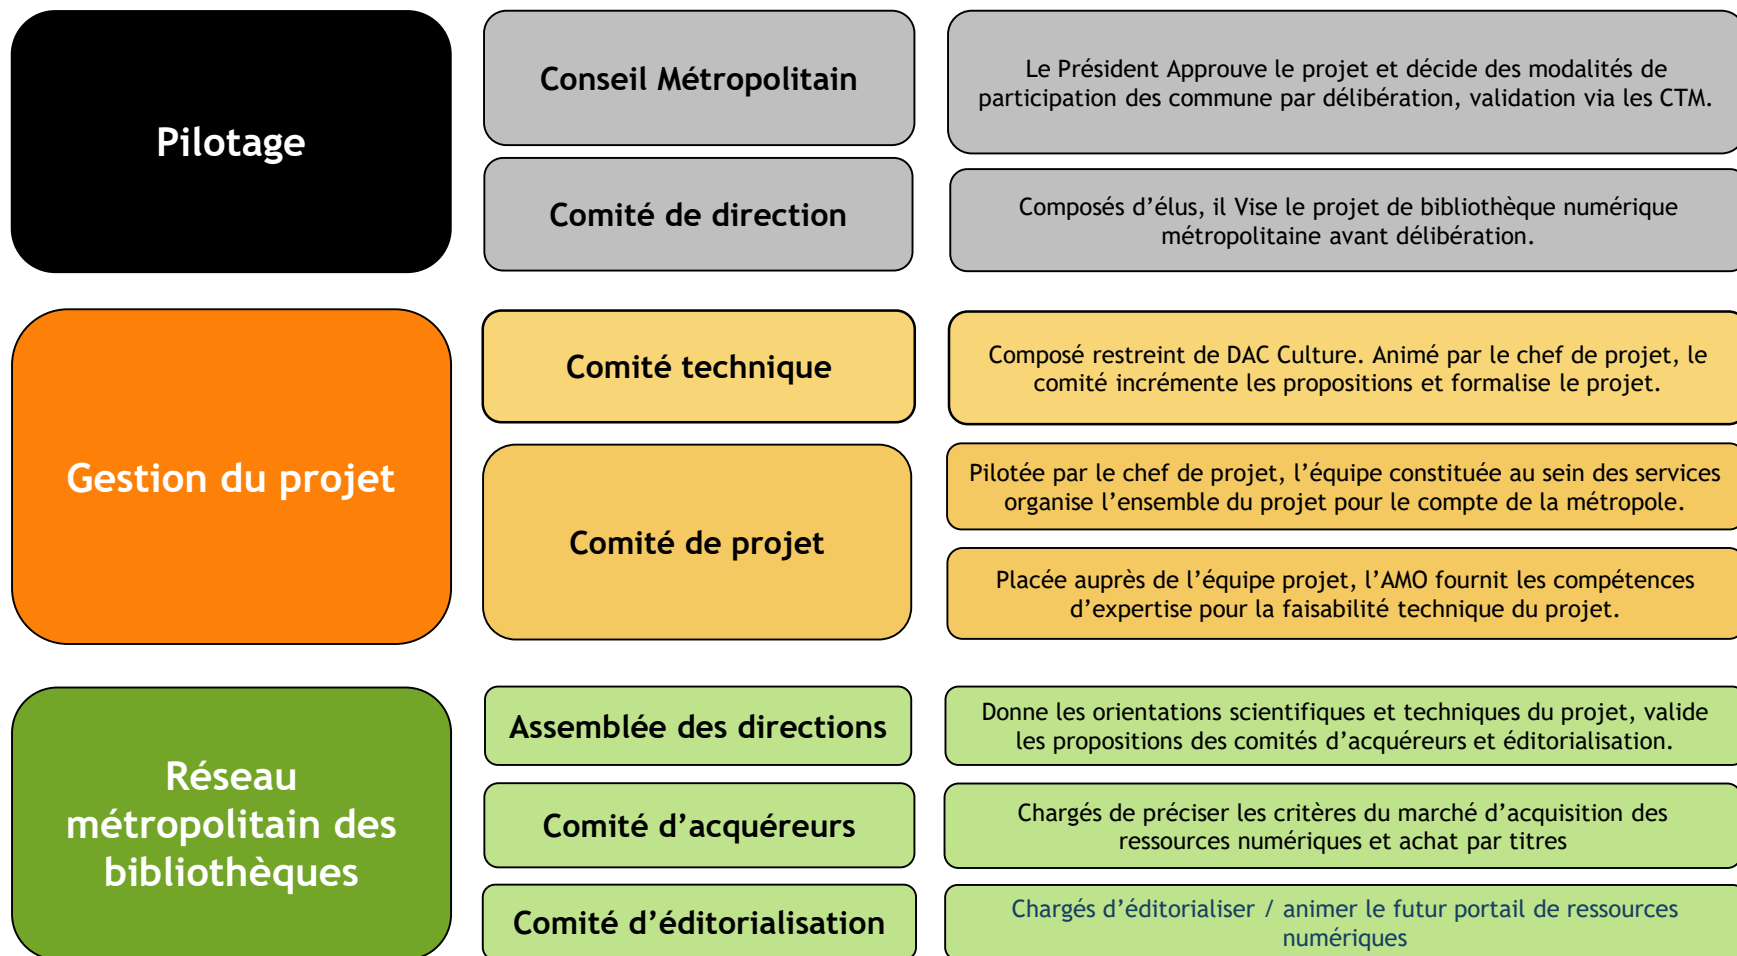 Pilotage
Conseil Métropolitain
Le Président Approuve le projet et décide des modalités de
participation des commune par délibération, validation via les CTM.
Comité de direction
Composés d’élus, il Vise le projet de bibliothèque numérique
métropolitaine avant délibération.
Gestion du projet
Comité technique
Composé restreint de DAC Culture. Animé par le chef de projet, le
comité incrémente les propositions et formalise le projet.
Comité de projet
Pilotée par le chef de projet, l’équipe constituée au sein des services
organise l’ensemble du projet pour le compte de la métropole.
Placée auprès de l’équipe projet, l’AMO fournit les compétences
d’expertise pour la faisabilité technique du projet.
Réseau
métropolitain des
bibliothèques
Assemblée des directions
Donne les orientations scientifiques et techniques du projet, valide
les propositions des comités d’acquéreurs et éditorialisation.
Comité d’acquéreurs
Chargés de préciser les critères du marché d’acquisition des
ressources numériques et achat par titres
Comité d’éditorialisation
Chargés d’éditorialiser / animer le futur portail de ressources
numériques